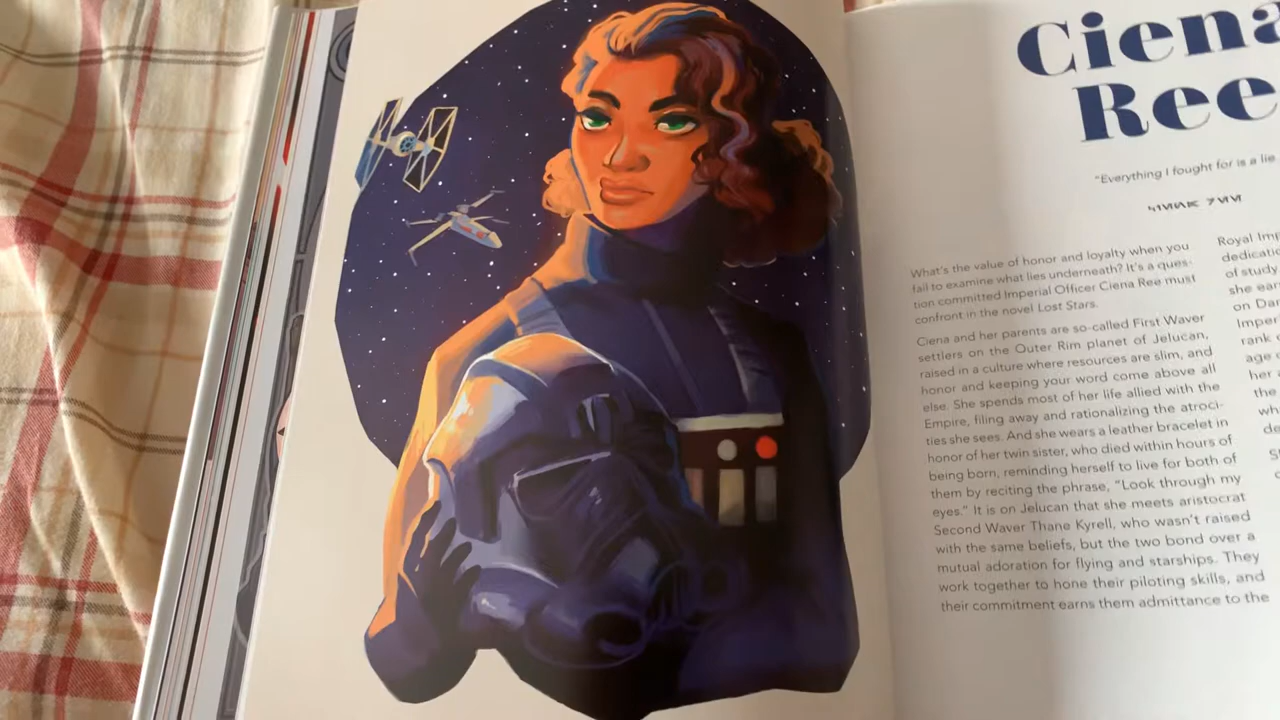 Ciena
Ree
"Everything I fought for is a lie
What's the value of honor and loyalty when you
fail to examine what lies underneath? It's a ques-
tion committed Imperial Officer Ciena Ree must
confront in the novel Lost Stars.
Ciena and her parents are so-called First Wave
settlers on the Outer Rim planet of Jelucan,
raised in a culture where resources are slim, and
honor and keeping your word come above all
else. She spends most of her life allied with the
Empire, filing away and rationalizing the atroci-
ties she sees. And she wears a leather bracelet in
honor of her twin sister, who died within hours of
being born, reminding herself to live for both of
them by reciting the phrase, "Look through my
eyes." It is on Jelucan that she meets aristocrat
Second Waver Thane Kyrell, who wasn't raised
with the same beliefs, but the two bond over a
mutual adoration for flying and starships. They
work together to hone their piloting skills, and
their commitment earns them admittance to the
Royal Imp
dedicatio
of study
she earn
on Dar
Imper
rank o
age
her a
the
wh
de